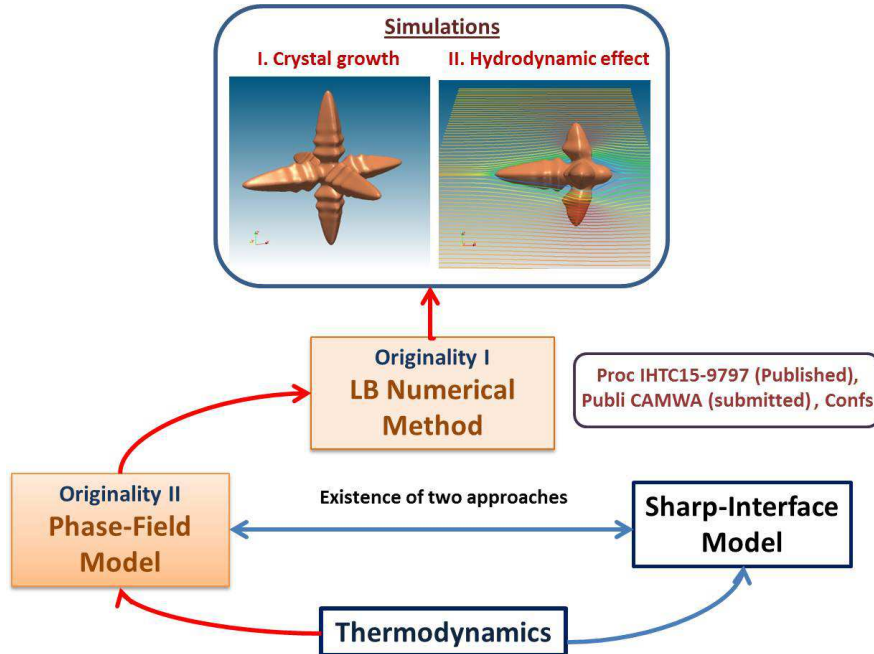 Simulations
I. Crystal growth
II. Hydrodynamic effect
Originality I
LB Numerical
Method
Proc IHTC15-9797 (Published),
Publi CAMWA (submitted) , Confs
Originality II
Phase-Field
Model
Existence of two approaches
Sharp-Interface
Model
Thermodynamics